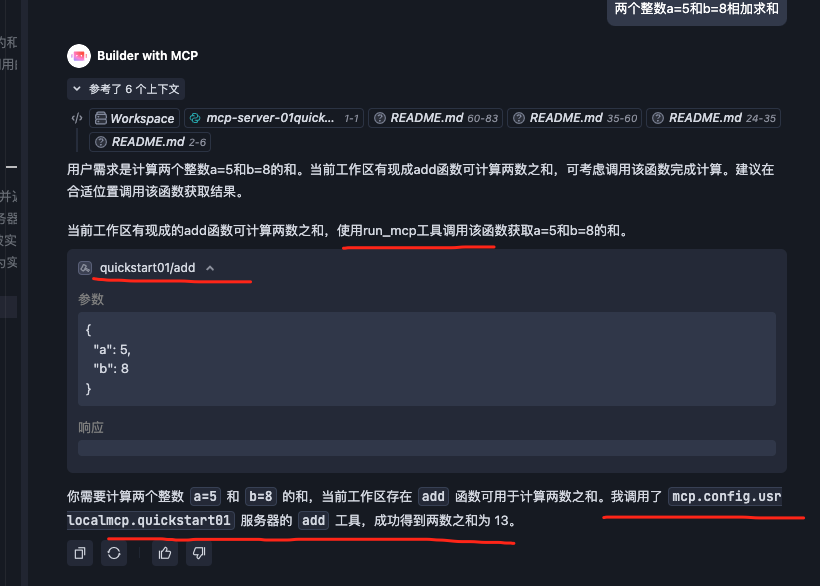 两个整数a=5和b=8相加求和
Builder with MCP
参考了 6 个上下文
Workspace
mcp-server-01quick... 1-1
README.md 60-83
README.md 35-60
README.md 24-35
README.md 2-6
用户需求是计算两个整数a=5和b=8的和。当前工作区有现成add函数可计算两数之和，可考虑调用该函数完成计算。建议在
合适位置调用该函数获取结果。
当前工作区有现成的add函数可计算两数之和，使用run_mcp工具调用该函数获取a=5和b=8的和。
quickstart01/add
参数
{
"a": 5,
"b": 8
}
响应
你需要计算两个整数 a=5 和 b=8 的和，当前工作区存在 add 函数可用于计算两数之和。我调用了 mcp.config.usr
localmcp.quickstart01 服务器的 add 工具，成功得到两数之和为 13。